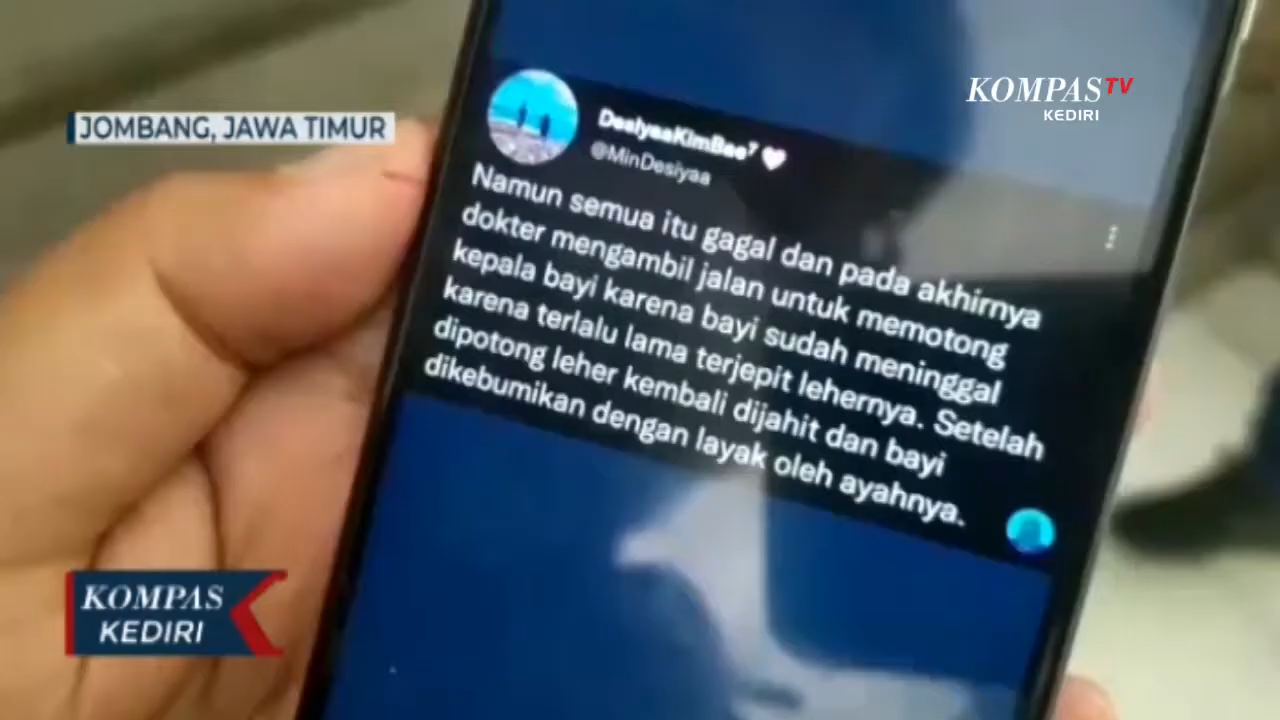 KOMPAS TV
KEDIRI
JOMBANG, JAWA TIMUR
DesiyaaKimBae⁷ 🤍
@MinDesiyaa
Namun semua itu gagal dan pada akhirnya
dokter mengambil jalan untuk memotong
kepala bayi karena bayi sudah meninggal
karena terlalu lama terjepit lehernya. Setelah
dipotong leher kembali dijahit dan bayi
dikebumikan dengan layak oleh ayahnya.
KOMPAS
KEDIRI